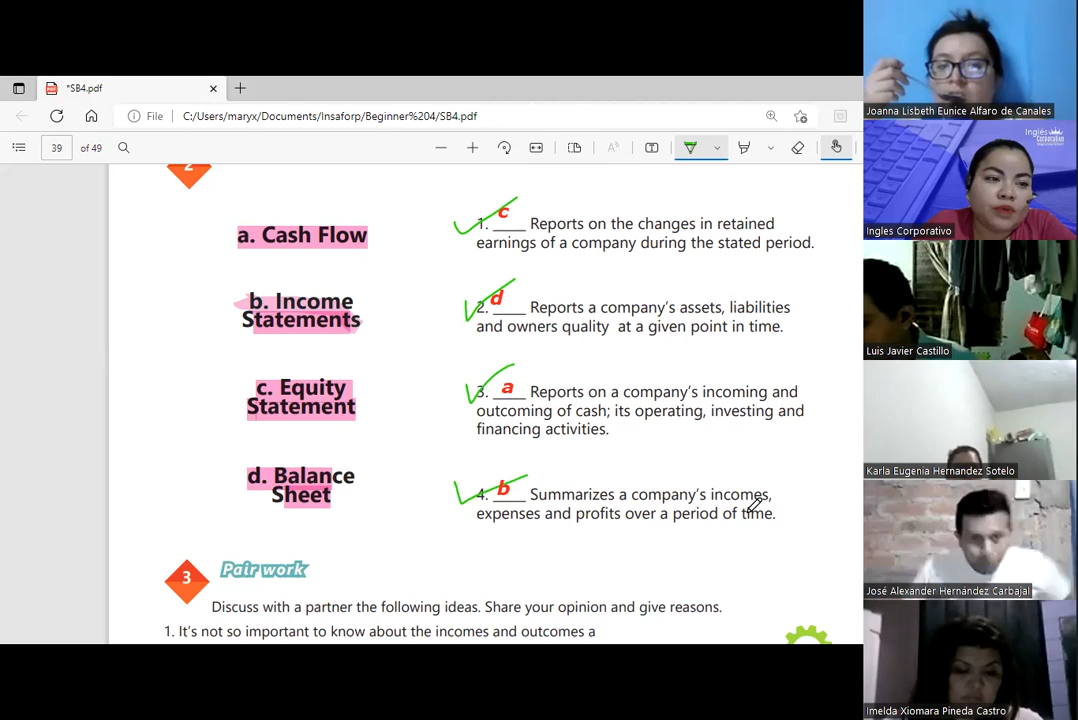 *SB4.pdf
File
C:/Users/maryx/Documents/Insaforp/Beginner%204/SB4.pdf
39 of 49
2
a. Cash Flow
b. Income
Statements
c. Equity
Statement
d. Balance
Sheet
1. c Reports on the changes in retained
earnings of a company during the stated period.
2. d Reports a company's assets, liabilities
and owners quality at a given point in time.
3. a Reports on a company's incoming and
outcoming of cash; its operating, investing and
financing activities.
4. b Summarizes a company's incomes,
expenses and profits over a period of time.
3
Pair work
Discuss with a partner the following ideas. Share your opinion and give reasons.
1. It's not so important to know about the incomes and outcomes a
Joanna Lisbeth Eunice Alfaro de Canales
Inglés
Corporativo
Ingles Corporativo
Luis Javier Castillo
Karla Eugenia Hernandez Sotelo
José Alexander Hernández Carbajal
Imelda Xiomara Pineda Castro